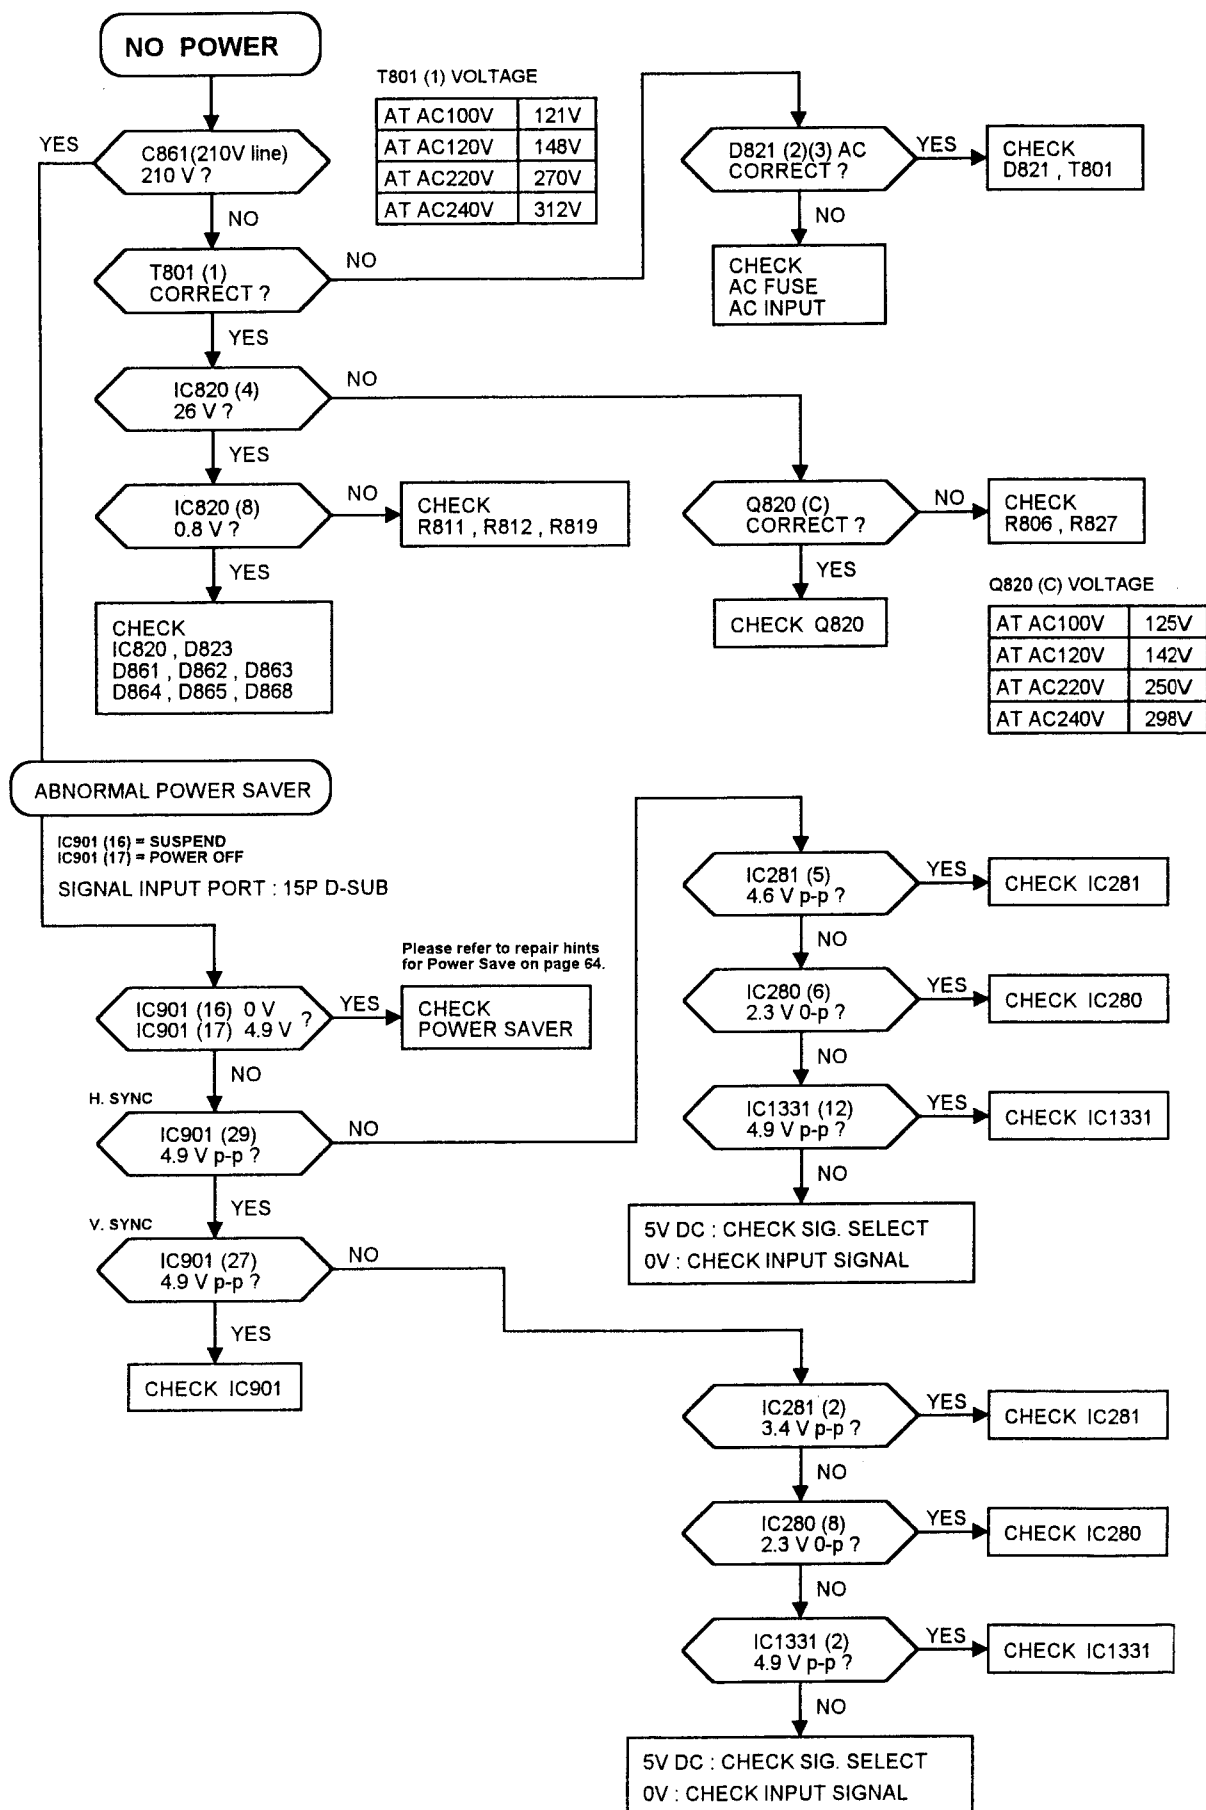 NO POWER
T801 (1) VOLTAGE
AT AC100V 121V
AT AC120V 148V
AT AC220V 270V
AT AC240V 312V
YES
C861(210V line)
210 V ?
NO
D821 (2)(3) AC
CORRECT ?
YES
CHECK
D821 , T801
NO
CHECK
AC FUSE
AC INPUT
T801 (1)
CORRECT ?
NO
YES
IC820 (4)
26 V ?
NO
YES
IC820 (8)
0.8 V ?
NO
CHECK
R811 , R812 , R819
YES
CHECK
IC820 , D823
D861 , D862 , D863
D864 , D865 , D868
Q820 (C)
CORRECT ?
NO
CHECK
R806 , R827
YES
CHECK Q820
Q820 (C) VOLTAGE
AT AC100V 125V
AT AC120V 142V
AT AC220V 250V
AT AC240V 298V
ABNORMAL POWER SAVER
IC901 (16) = SUSPEND
IC901 (17) = POWER OFF
SIGNAL INPUT PORT : 15P D-SUB
Please refer to repair hints
for Power Save on page 64.
IC901 (16) 0 V
IC901 (17) 4.9 V ?
YES
CHECK
POWER SAVER
NO
H. SYNC
IC901 (29)
4.9 V p-p ?
NO
YES
V. SYNC
IC901 (27)
4.9 V p-p ?
NO
YES
CHECK IC901
IC281 (5)
4.6 V p-p ?
YES
CHECK IC281
NO
IC280 (6)
2.3 V 0-p ?
YES
CHECK IC280
NO
IC1331 (12)
4.9 V p-p ?
YES
CHECK IC1331
NO
5V DC : CHECK SIG. SELECT
0V : CHECK INPUT SIGNAL
IC281 (2)
3.4 V p-p ?
YES
CHECK IC281
NO
IC280 (8)
2.3 V 0-p ?
YES
CHECK IC280
NO
IC1331 (2)
4.9 V p-p ?
YES
CHECK IC1331
NO
5V DC : CHECK SIG. SELECT
0V : CHECK INPUT SIGNAL